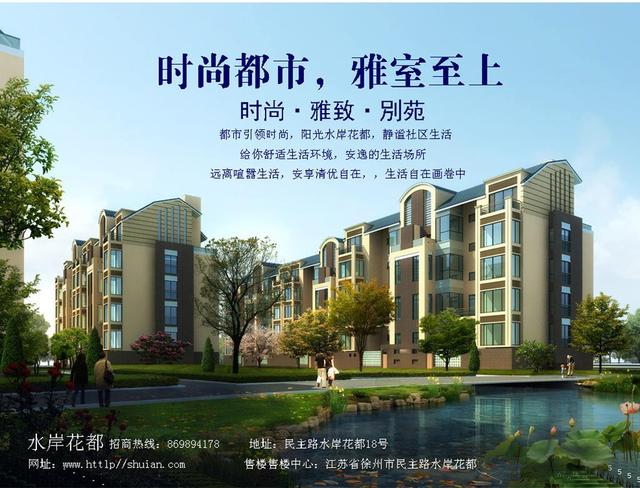 时尚都市，雅室至上
时尚·雅致·别苑
都市引领时尚，阳光水岸花都，静谧社区生活
给你舒适生活环境，安逸的生活场所
远离喧嚣生活，安享清优自在，，生活自在画卷中
水岸花都 招商热线：869894178 地址：民主路水岸花都18号
网址：www.httlp//shuian.com 售楼售楼中心：江苏省徐州市民主路水岸花都